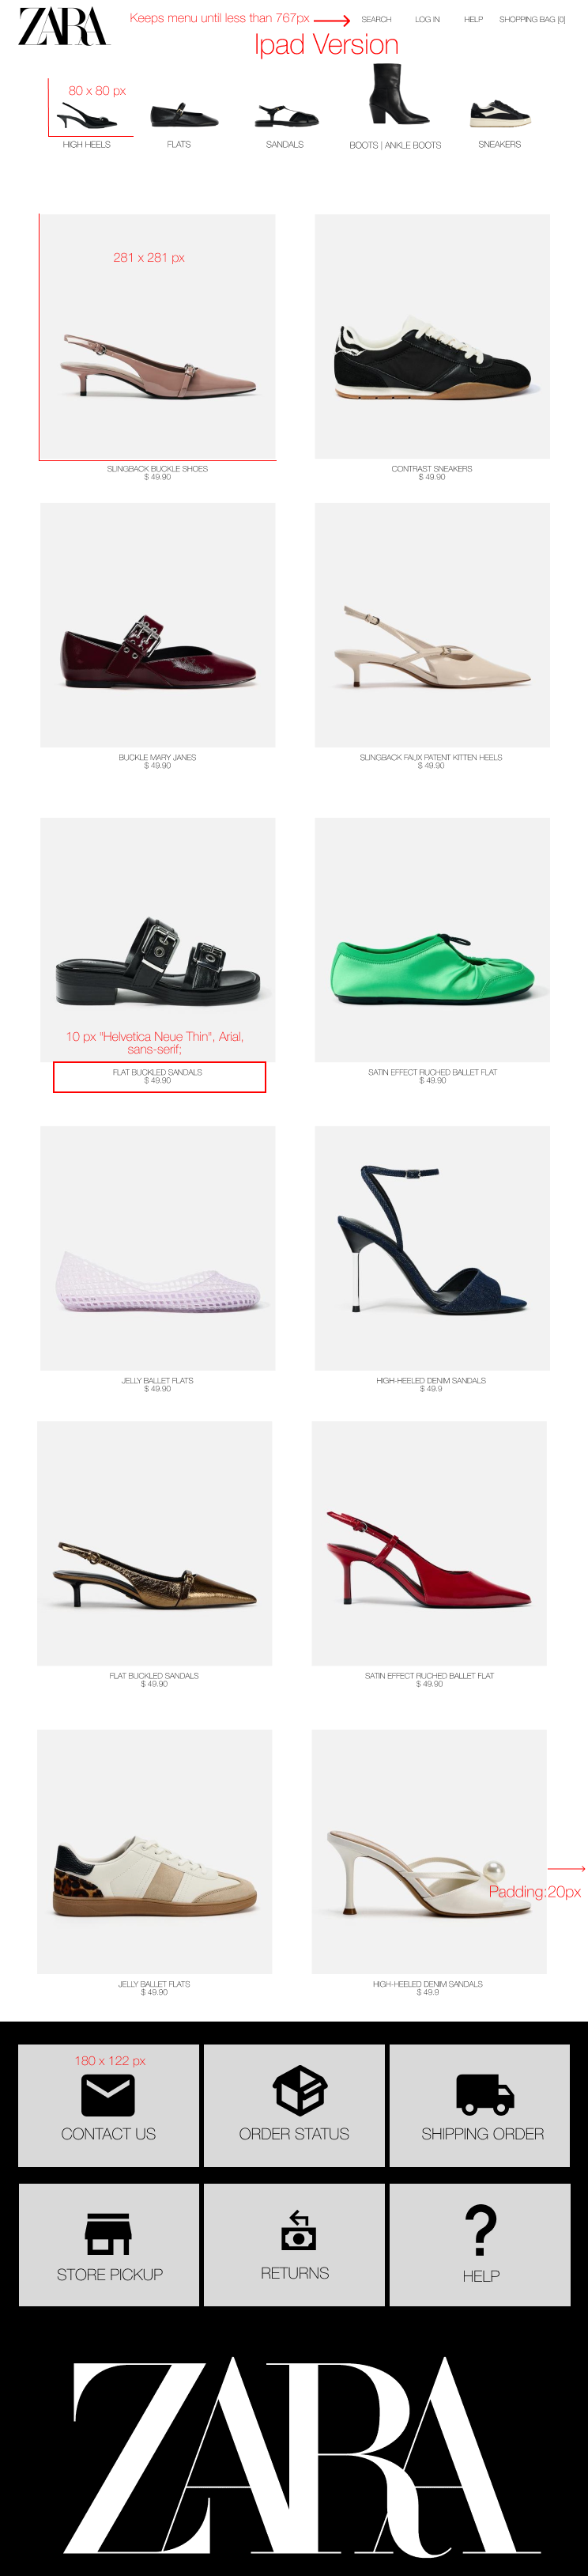 ZARA
Keeps menu until less than 767px
SEARCH LOG IN HELP SHOPPING BAG [0]
Ipad Version
80 x 80 px
HIGH HEELS FLATS SANDALS BOOTS | ANKLE BOOTS SNEAKERS
281 x 281 px
SLINGBACK BUCKLE SHOES
$ 49.90
CONTRAST SNEAKERS
$ 49.90
BUCKLE MARY JANES
$ 49.90
SLINGBACK FAUX PATENT KITTEN HEELS
$ 49.90
10 px "Helvetica Neue Thin", Arial,
sans-serif;
FLAT BUCKLED SANDALS
$ 49.90
SATIN EFFECT RUCHED BALLET FLAT
$ 49.90
JELLY BALLET FLATS
$ 49.90
HIGH-HEELED DENIM SANDALS
$ 49.9
FLAT BUCKLED SANDALS
$ 49.90
SATIN EFFECT RUCHED BALLET FLAT
$ 49.90
Padding:20px
JELLY BALLET FLATS
$ 49.90
HIGH-HEELED DENIM SANDALS
$ 49.9
180 x 122 px
CONTACT US
ORDER STATUS
SHIPPING ORDER
STORE PICKUP
RETURNS
HELP
ZARA